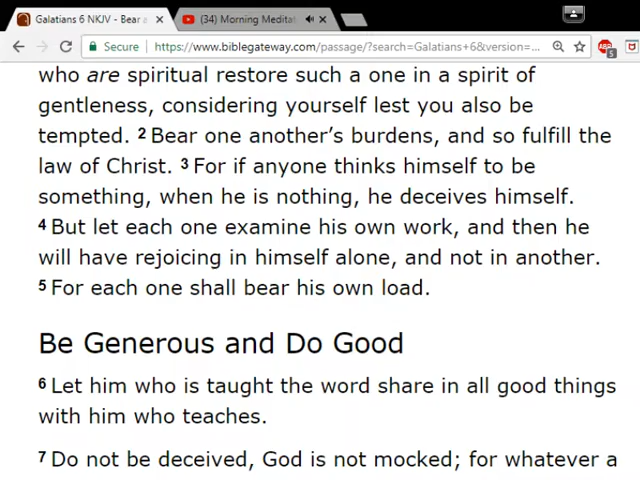 Galatians 6 NKJV - Bear a
(34) Morning Meditat
Secure
https://www.biblegateway.com/passage/?search=Galatians+6&version=...
ABP
5
who are spiritual restore such a one in a spirit of
gentleness, considering yourself lest you also be
tempted. 2 Bear one another’s burdens, and so fulfill the
law of Christ. 3 For if anyone thinks himself to be
something, when he is nothing, he deceives himself.
4 But let each one examine his own work, and then he
will have rejoicing in himself alone, and not in another.
5 For each one shall bear his own load.
Be Generous and Do Good
6 Let him who is taught the word share in all good things
with him who teaches.
7 Do not be deceived, God is not mocked; for whatever a